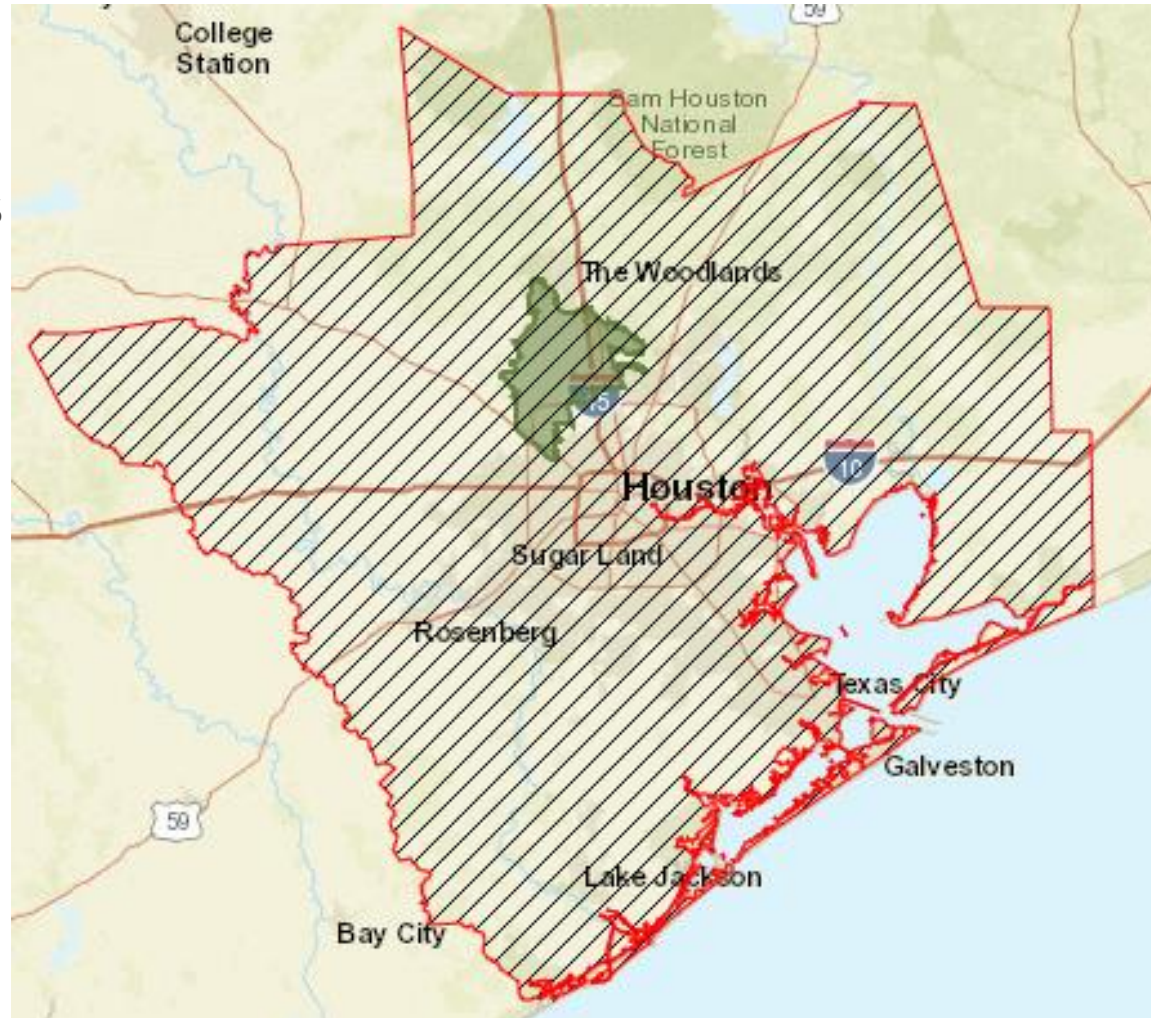 College
Station
59
Sam Houston
National
Forest
The Woodlands
10
Houston
Sugar Land
Rosenberg
Texas City
Galveston
59
Lake Jackson
Bay City